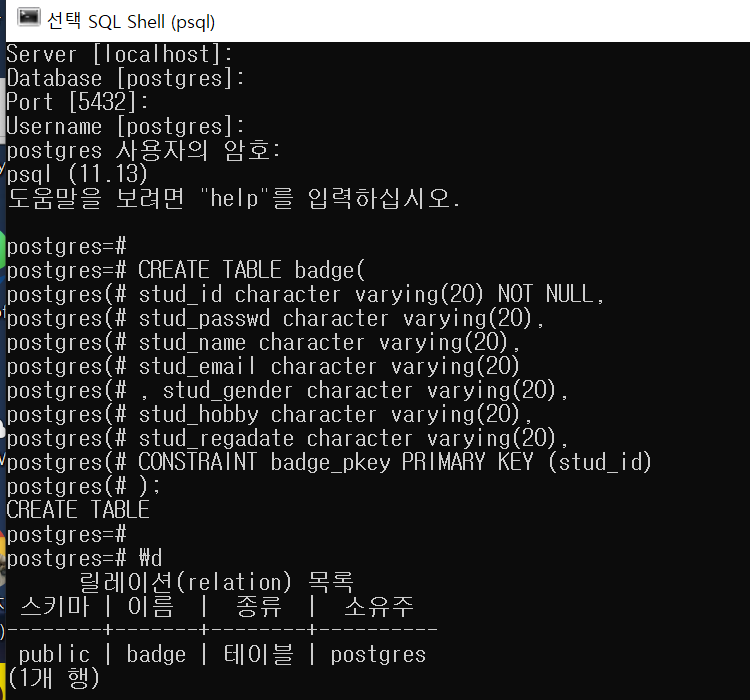 선택 SQL Shell (psql)
Server [localhost]:
Database [postgres]:
Port [5432]:
Username [postgres]:
postgres 사용자의 암호:
psql (11.13)
도움말을 보려면 "help"를 입력하십시오.
postgres=#
postgres=# CREATE TABLE badge(
postgres(# stud_id character varying(20) NOT NULL,
postgres(# stud_passwd character varying(20),
postgres(# stud_name character varying(20),
postgres(# stud_email character varying(20)
postgres(# , stud_gender character varying(20),
postgres(# stud_hobby character varying(20),
postgres(# stud_regadate character varying(20),
postgres(# CONSTRAINT badge_pkey PRIMARY KEY (stud_id)
postgres(# );
CREATE TABLE
postgres=#
postgres=# ₩d
릴레이션(relation) 목록
스키마 | 이름 | 종류 | 소유주
--------+-------+--------+----------
public | badge | 테이블 | postgres
(1개 행)